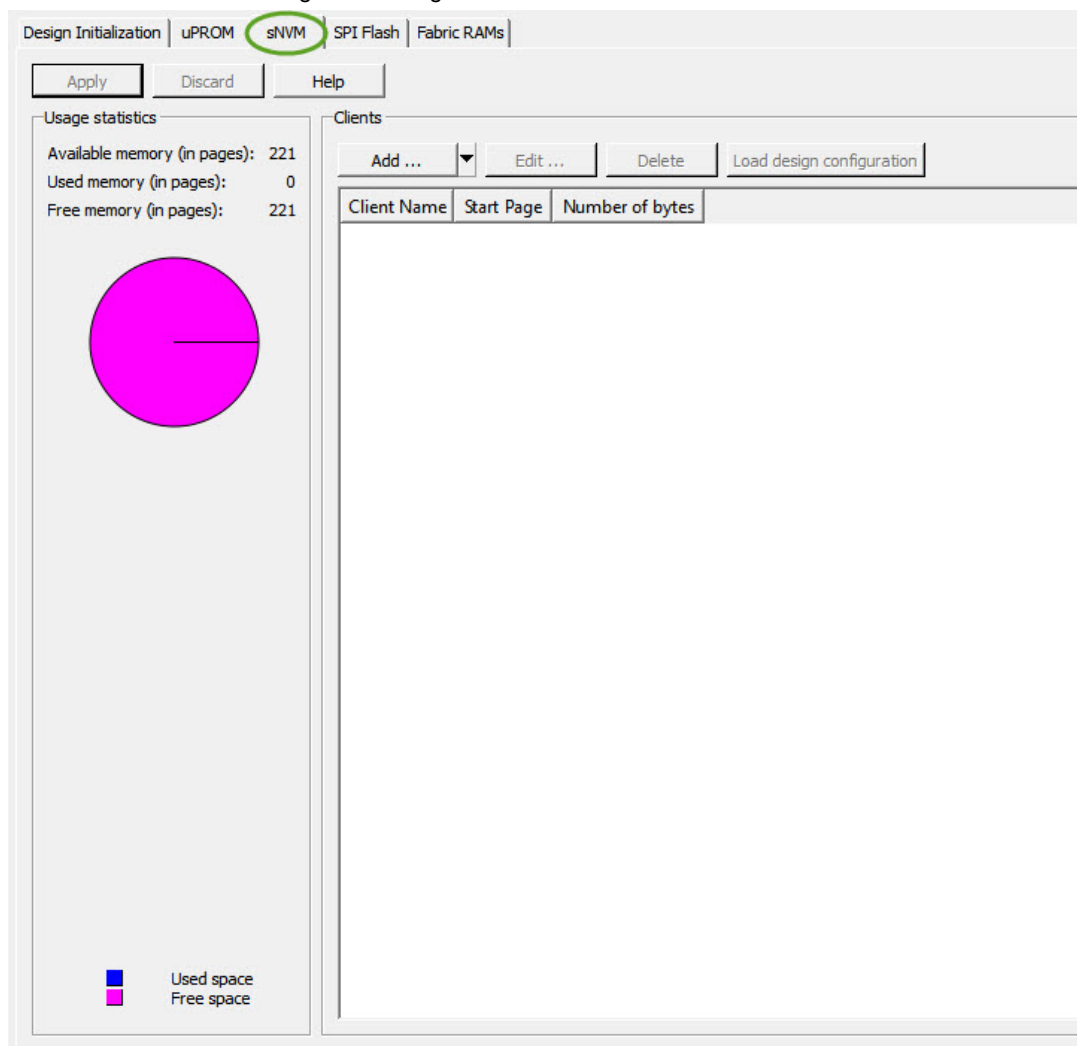 Design Initialization uPROM sNVM SPI Flash Fabric RAMs
Apply Discard Help
Usage statistics
Available memory (in pages): 221
Used memory (in pages): 0
Free memory (in pages): 221
Clients
Add ... Edit ... Delete Load design configuration
Client Name Start Page Number of bytes
Used space
Free space